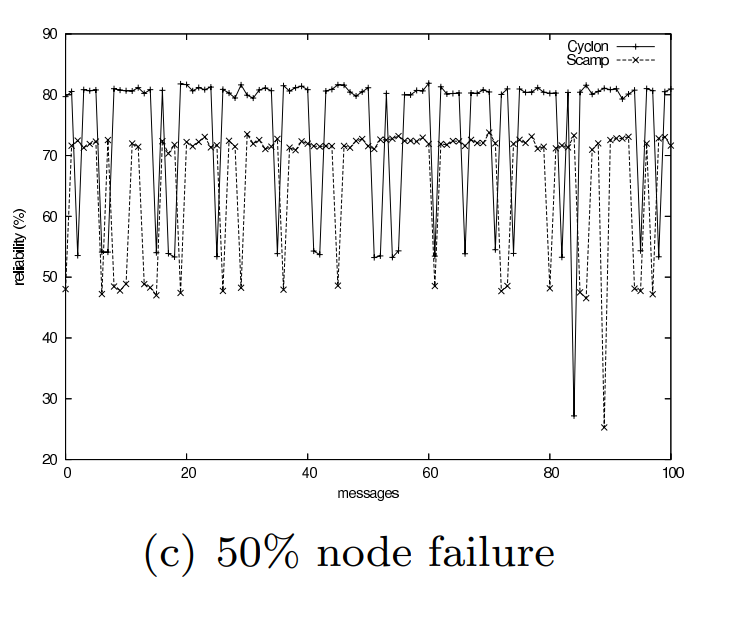 90
80
70
60
50
40
30
20
reliability (%)
Cyclon
Scamp
0 20 40 60 80 100
messages
(c) 50% node failure